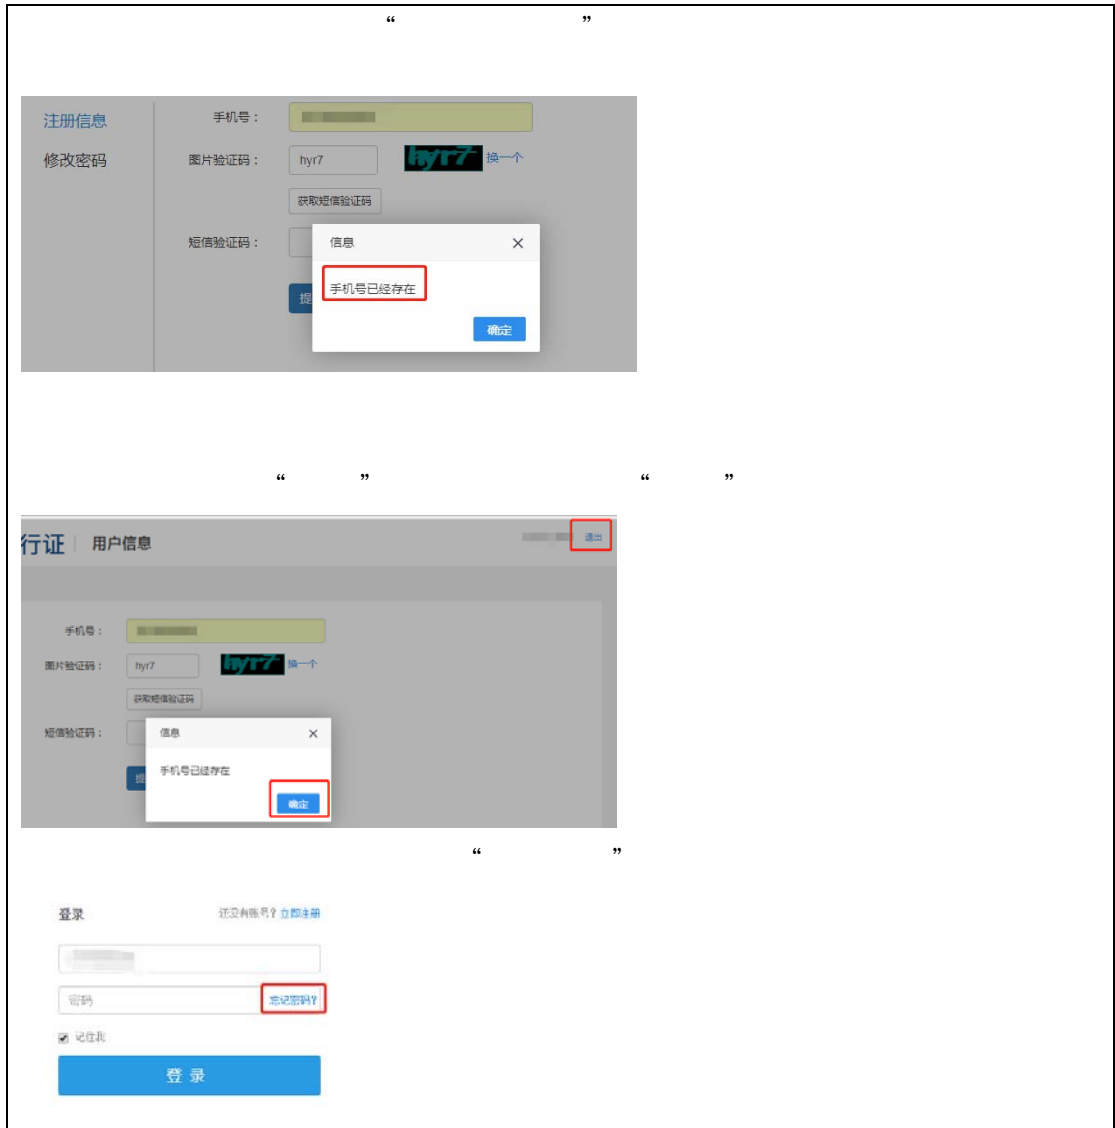 “ ”
注册信息 手机号：
修改密码 图片验证码： hyr7 hyr7 换一个
获取短信验证码
短信验证码： 信息
手机号已经存在
提
确定
“ ” “ ”
行证 用户信息 退出
手机号：
图片验证码： hyr7 hyr7 换一个
获取短信验证码
短信验证码： 信息
手机号已经存在
提
确定
“ ”
登录 还没有账号？ 立即注册
密码 忘记密码？
记住我
登 录